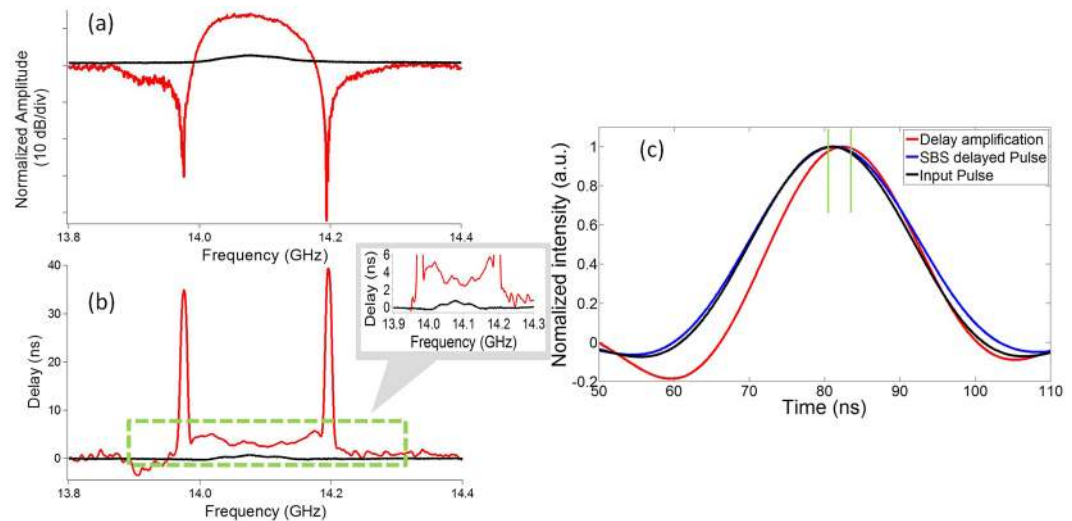 (a)
Normalized Amplitude
(10 dB/div)
13.8 14.0 14.2 14.4
Frequency (GHz)
(b)
Delay (ns)
40
30
20
10
0
13.8 14.0 14.2 14.4
Frequency (GHz)
Delay (ns)
6
4
2
0
13.9 14.0 14.1 14.2 14.3
Frequency (GHz)
(c)
Nomalized intensity (a.u.)
1
0.8
0.6
0.4
0.2
0
-0.2
50 60 70 80 90 100 110
Time (ns)
Delay amplification
SBS delayed Pulse
Input Pulse